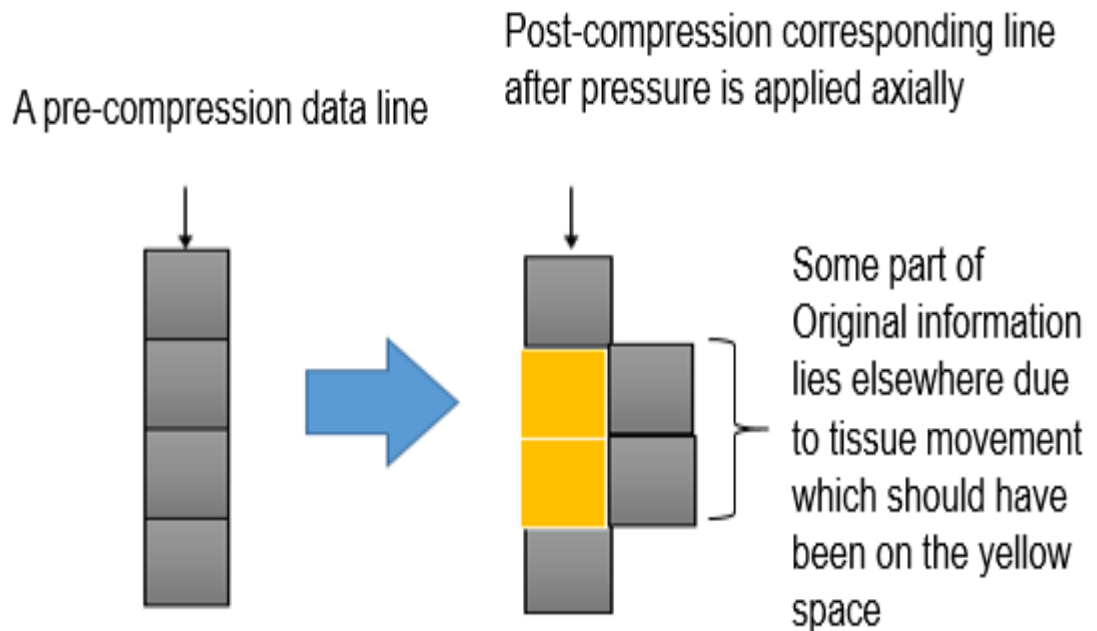 Post-compression corresponding line
after pressure is applied axially
A pre-compression data line
Some part of
Original information
lies elsewhere due
to tissue movement
which should have
been on the yellow
space